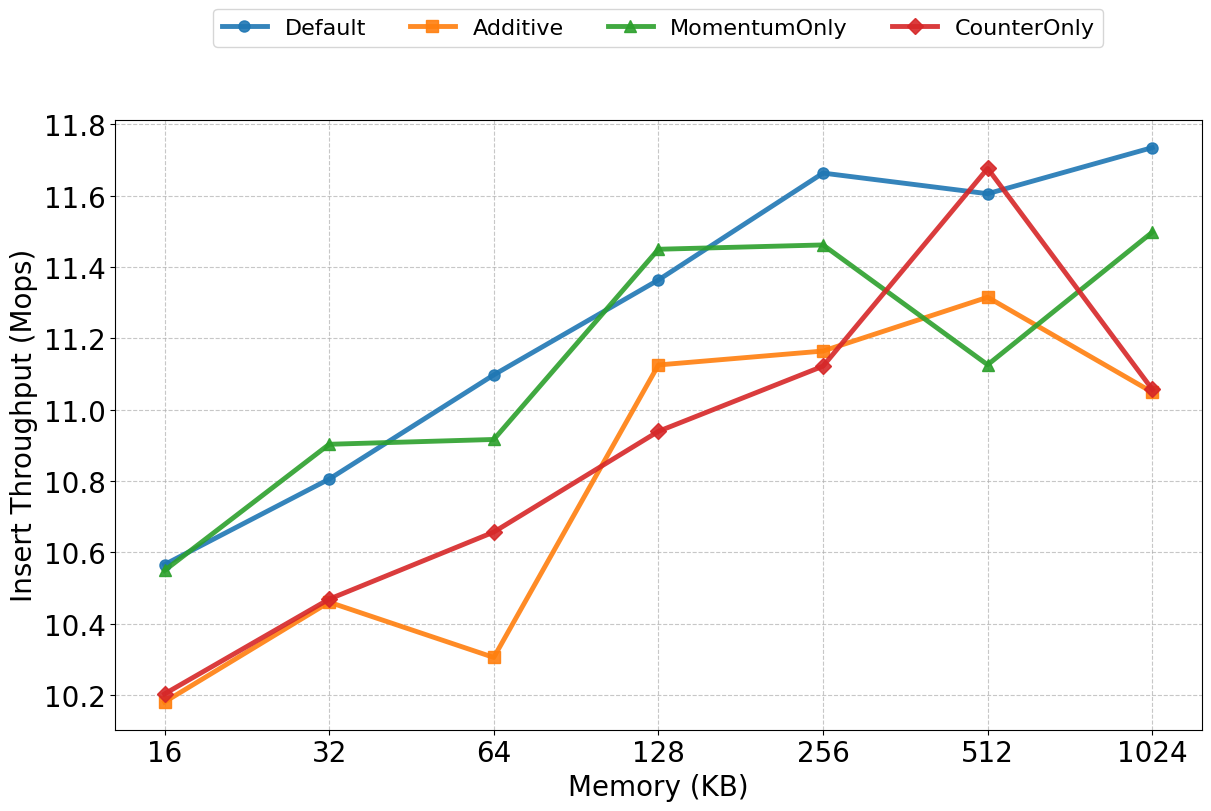 Default Additive MomentumOnly CounterOnly
11.8
11.6
11.4
11.2
11.0
10.8
10.6
10.4
10.2
Insert Throughput (Mops)
16 32 64 128 256 512 1024
Memory (KB)